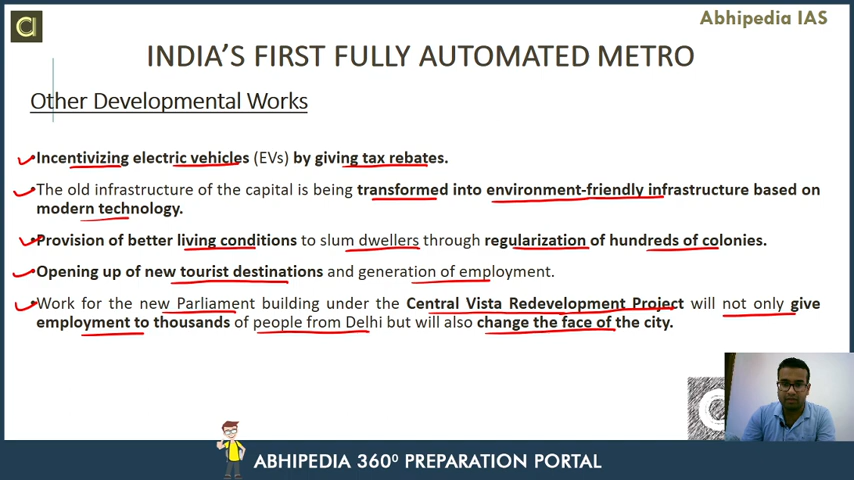 Abhipedia IAS
INDIA'S FIRST FULLY AUTOMATED METRO
Other Developmental Works
•Incentivizing electric vehicles (EVs) by giving tax rebates.
•The old infrastructure of the capital is being transformed into environment-friendly infrastructure based on
modern technology.
•Provision of better living conditions to slum dwellers through regularization of hundreds of colonies.
•Opening up of new tourist destinations and generation of employment.
•Work for the new Parliament building under the Central Vista Redevelopment Project will not only give
employment to thousands of people from Delhi but will also change the face of the city.
ABHIPEDIA 360⁰ PREPARATION PORTAL